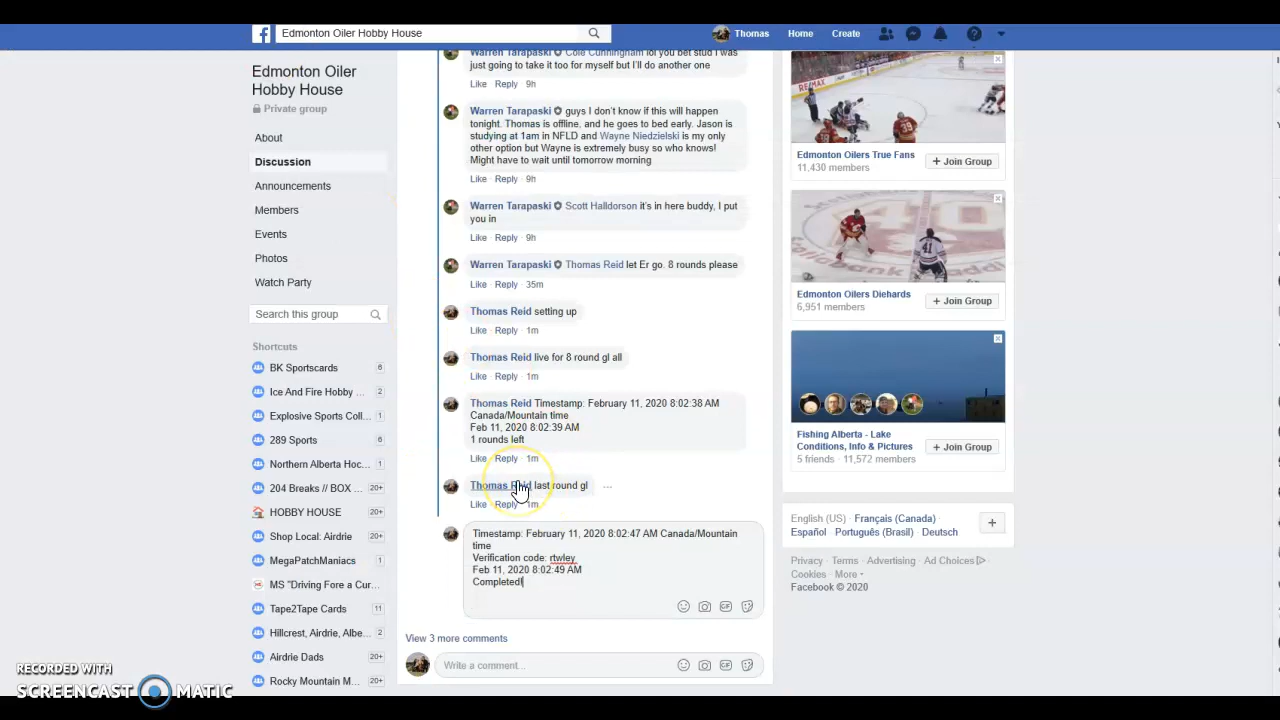 Edmonton Oiler Hobby House
Thomas
Home
Create
Edmonton Oiler
Hobby House
Private group
About
Discussion
Announcements
Members
Events
Photos
Watch Party
Search this group
Shortcuts
BK Sportscards 6
Ice And Fire Hobby ... 2
Explosive Sports Coll... 1
289 Sports 6
Northern Alberta Hoc... 1
204 Breaks // BOX ... 20+
HOBBY HOUSE 20+
Shop Local: Airdrie 20+
MegaPatchManiacs 1
MS "Driving Fore a Cur...
Tape2Tape Cards 11
Hillcrest, Airdrie, Albe... 2
Airdrie Dads 20+
Rocky Mountain M... 20+
Warren Tarapaski Cole Cunningham lol you bet stud I was
just going to take it too for myself but I'll do another one
Like · Reply · 9h
Warren Tarapaski guys I don't know if this will happen
tonight. Thomas is offline, and he goes to bed early. Jason is
studying at 1am in NFLD and Wayne Niedzielski is my only
other option but Wayne is extremely busy so who knows!
Might have to wait until tomorrow morning
Like · Reply · 9h
Warren Tarapaski Scott Halldorson it's in here buddy, I put
you in
Like · Reply · 9h
Warren Tarapaski Thomas Reid let Er go. 8 rounds please
Like · Reply · 35m
Thomas Reid setting up
Like · Reply · 1m
Thomas Reid live for 8 round gl all
Like · Reply · 1m
Thomas Reid Timestamp: February 11, 2020 8:02:38 AM
Canada/Mountain time
Feb 11, 2020 8:02:39 AM
1 rounds left
Like · Reply · 1m
Thomas Reid last round gl ...
Like · Reply · 1m
Timestamp: February 11, 2020 8:02:47 AM Canada/Mountain
time
Verification code: rtwley
Feb 11, 2020 8:02:49 AM
Completed!
View 3 more comments
Write a comment...
Edmonton Oilers True Fans
11,430 members
+ Join Group
Edmonton Oilers Diehards
6,951 members
+ Join Group
Fishing Alberta - Lake
Conditions, Info & Pictures
5 friends · 11,572 members
+ Join Group
English (US) · Français (Canada) ·
Español · Português (Brasil) · Deutsch
Privacy · Terms · Advertising · Ad Choices
Cookies · More
Facebook © 2020
RECORDED WITH
SCREENCAST MATIC